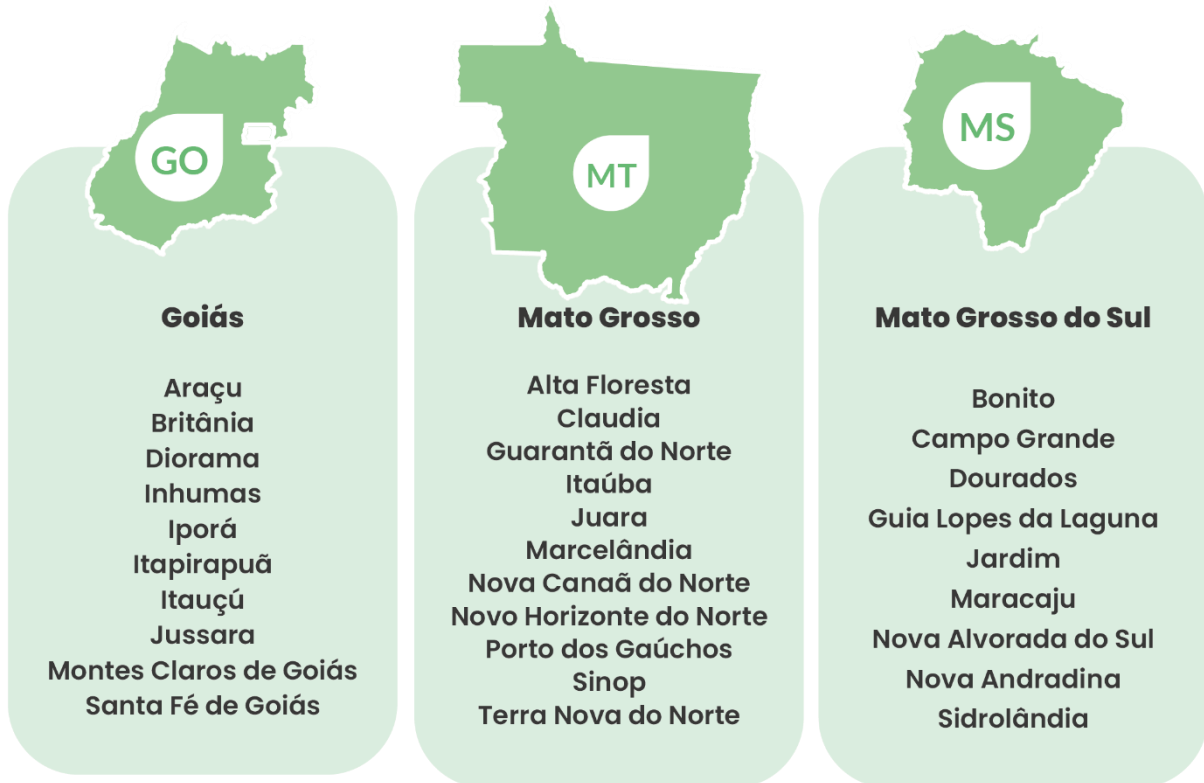 GO
Goiás
Araçu
Britânia
Diorama
Inhumas
Iporá
Itapirapuã
Itauçú
Jussara
Montes Claros de Goiás
Santa Fé de Goiás
MT
Mato Grosso
Alta Floresta
Claudia
Guarantã do Norte
Itaúba
Juara
Marcelândia
Nova Canaã do Norte
Novo Horizonte do Norte
Porto dos Gaúchos
Sinop
Terra Nova do Norte
MS
Mato Grosso do Sul
Bonito
Campo Grande
Dourados
Guia Lopes da Laguna
Jardim
Maracaju
Nova Alvorada do Sul
Nova Andradina
Sidrolândia